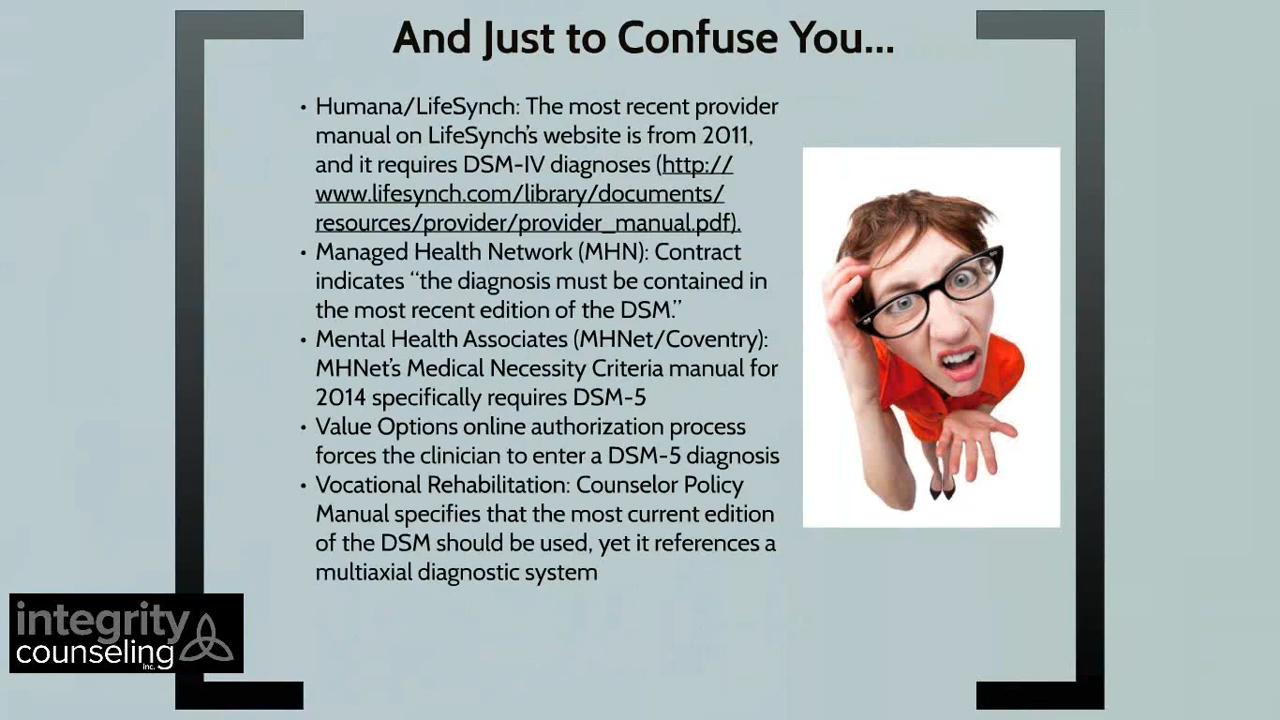 And Just to Confuse You...
• Humana/LifeSynch: The most recent provider
manual on LifeSynch's website is from 2011,
and it requires DSM-IV diagnoses (http://
www.lifesynch.com/library/documents/
resources/provider/provider_manual.pdf).
• Managed Health Network (MHN): Contract
indicates “the diagnosis must be contained in
the most recent edition of the DSM.”
• Mental Health Associates (MHNet/Coventry):
MHNet's Medical Necessity Criteria manual for
2014 specifically requires DSM-5
• Value Options online authorization process
forces the clinician to enter a DSM-5 diagnosis
• Vocational Rehabilitation: Counselor Policy
Manual specifies that the most current edition
of the DSM should be used, yet it references a
multiaxial diagnostic system
integrity
counseling
inc.